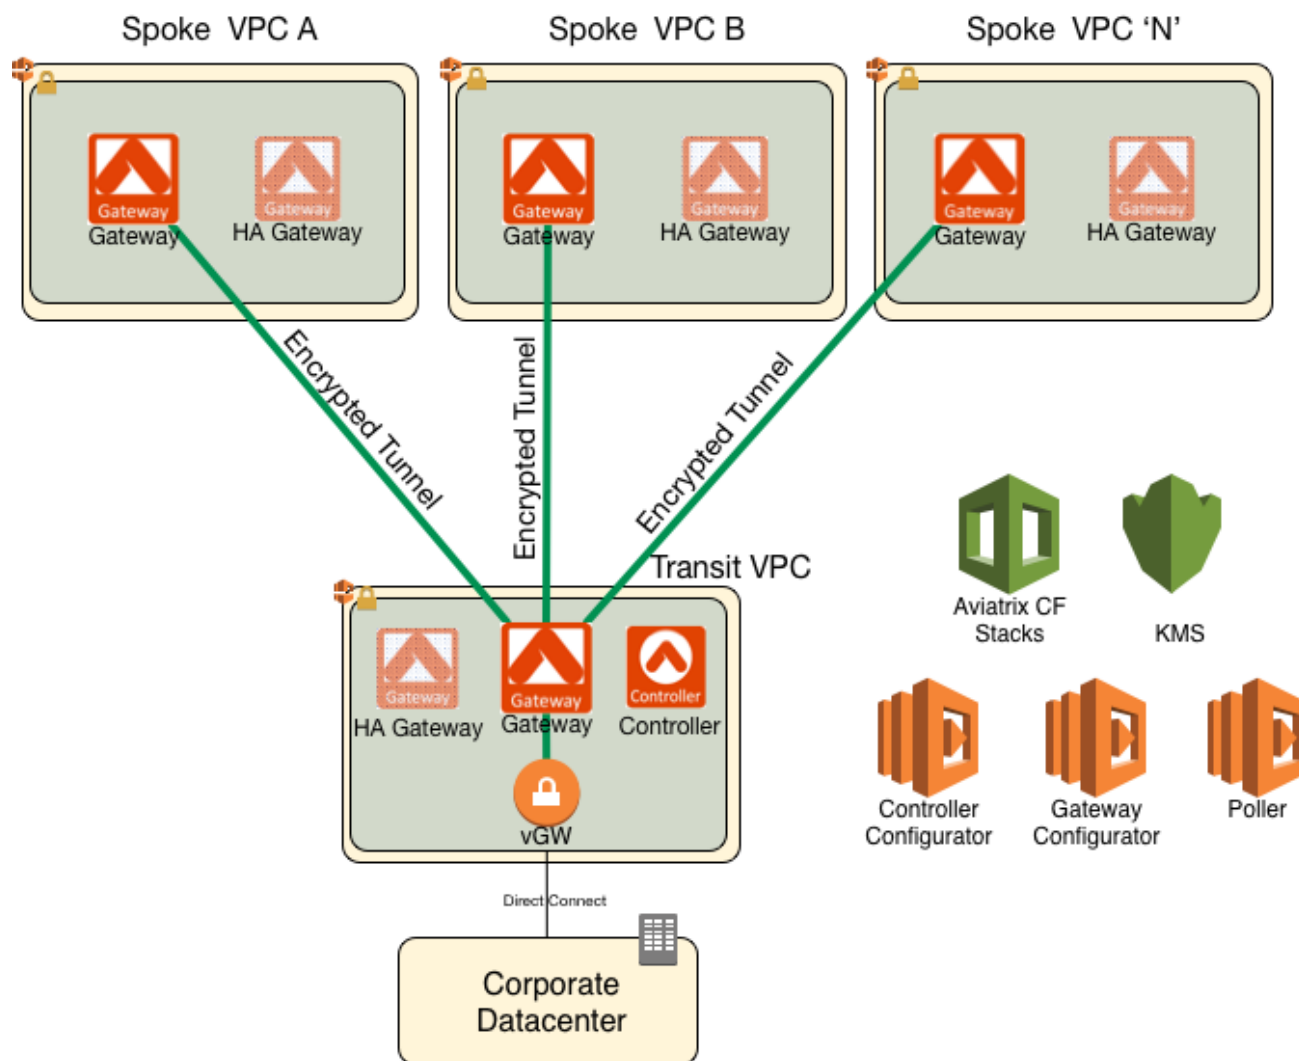 Spoke VPC A
Spoke VPC B
Spoke VPC ‘N’
Gateway
Gateway
Gateway
HA Gateway
Gateway
Gateway
Gateway
HA Gateway
Gateway
Gateway
Gateway
HA Gateway
Encrypted Tunnel
Encrypted Tunnel
Encrypted Tunnel
Transit VPC
Gateway
HA Gateway
Gateway
Gateway
Controller
Controller
vGW
Direct Connect
Corporate
Datacenter
Aviatrix CF
Stacks
KMS
Controller
Configurator
Gateway
Configurator
Poller